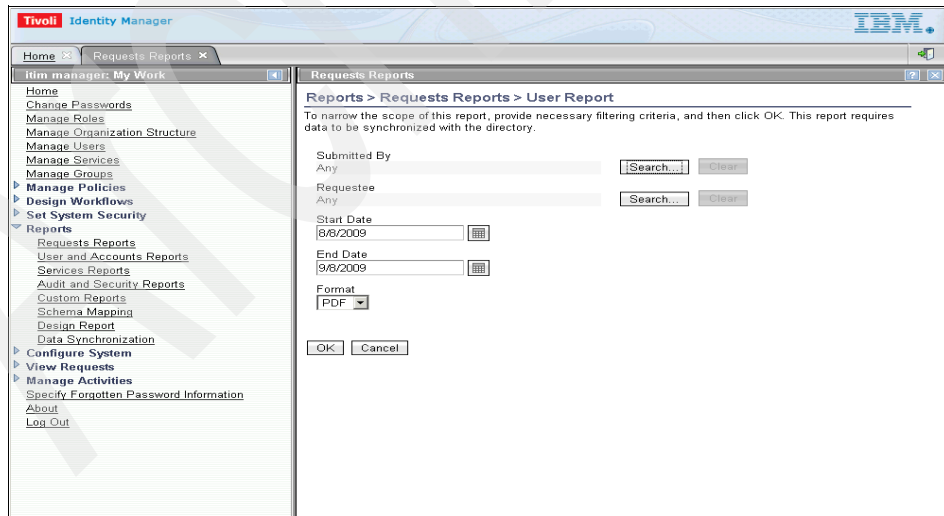 Tivoli Identity Manager
IBM.
Home
Requests Reports
itim manager: My Work
Home
Change Passwords
Manage Roles
Manage Organization Structure
Manage Users
Manage Services
Manage Groups
Manage Policies
Design Workflows
Set System Security
Reports
Requests Reports
User and Accounts Reports
Services Reports
Audit and Security Reports
Custom Reports
Schema Mapping
Design Report
Data Synchronization
Configure System
View Requests
Manage Activities
Specify Forgotten Password Information
About
Log Out
Requests Reports
Reports > Requests Reports > User Report
To narrow the scope of this report, provide necessary filtering criteria, and then click OK. This report requires
data to be synchronized with the directory.
Submitted By
Any Search... Clear
Requestee
Any Search... Clear
Start Date
8/8/2009
End Date
9/8/2009
Format
PDF
OK Cancel